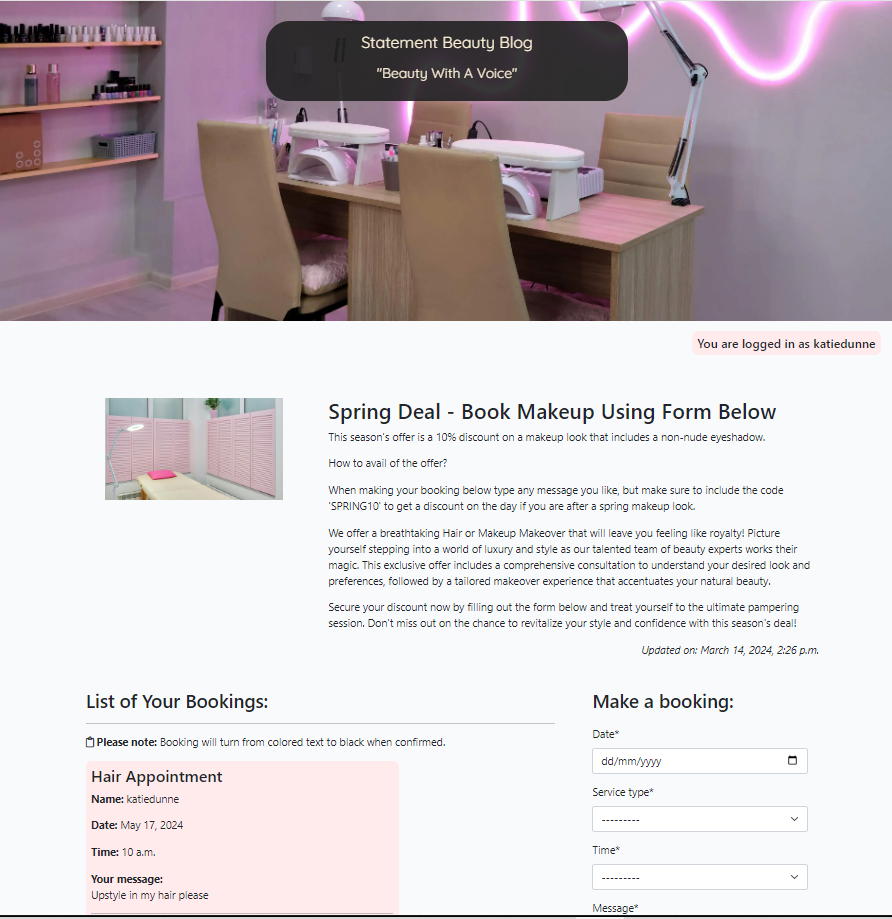 Statement Beauty Blog
"Beauty With A Voice"
You are logged in as katiedunne
Spring Deal - Book Makeup Using Form Below
This season's offer is a 10% discount on a makeup look that includes a non-nude eyeshadow.
How to avail of the offer?
When making your booking below type any message you like, but make sure to include the code
'SPRING10' to get a discount on the day if you are after a spring makeup look.
We offer a breathtaking Hair or Makeup Makeover that will leave you feeling like royalty! Picture
yourself stepping into a world of luxury and style as our talented team of beauty experts works their
magic. This exclusive offer includes a comprehensive consultation to understand your desired look and
preferences, followed by a tailored makeover experience that accentuates your natural beauty.
Secure your discount now by filling out the form below and treat yourself to the ultimate pampering
session. Don't miss out on the chance to revitalize your style and confidence with this season's deal!
Updated on: March 14, 2024, 2:26 p.m.
List of Your Bookings:
Please note: Booking will turn from colored text to black when confirmed.
Hair Appointment
Name: katiedunne
Date: May 17, 2024
Time: 10 a.m.
Your message:
Upstyle in my hair please
Make a booking:
Date*
dd/mm/yyyy
Service type*
---------
Time*
---------
Message*